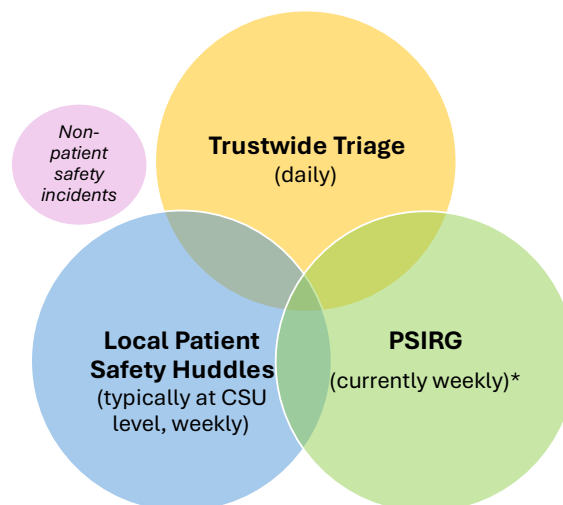 Trustwide Triage
(daily)
Non-
patient
safety
incidents
Local Patient
Safety Huddles
(typically at CSU
level, weekly)
PSIRG
(currently weekly)*